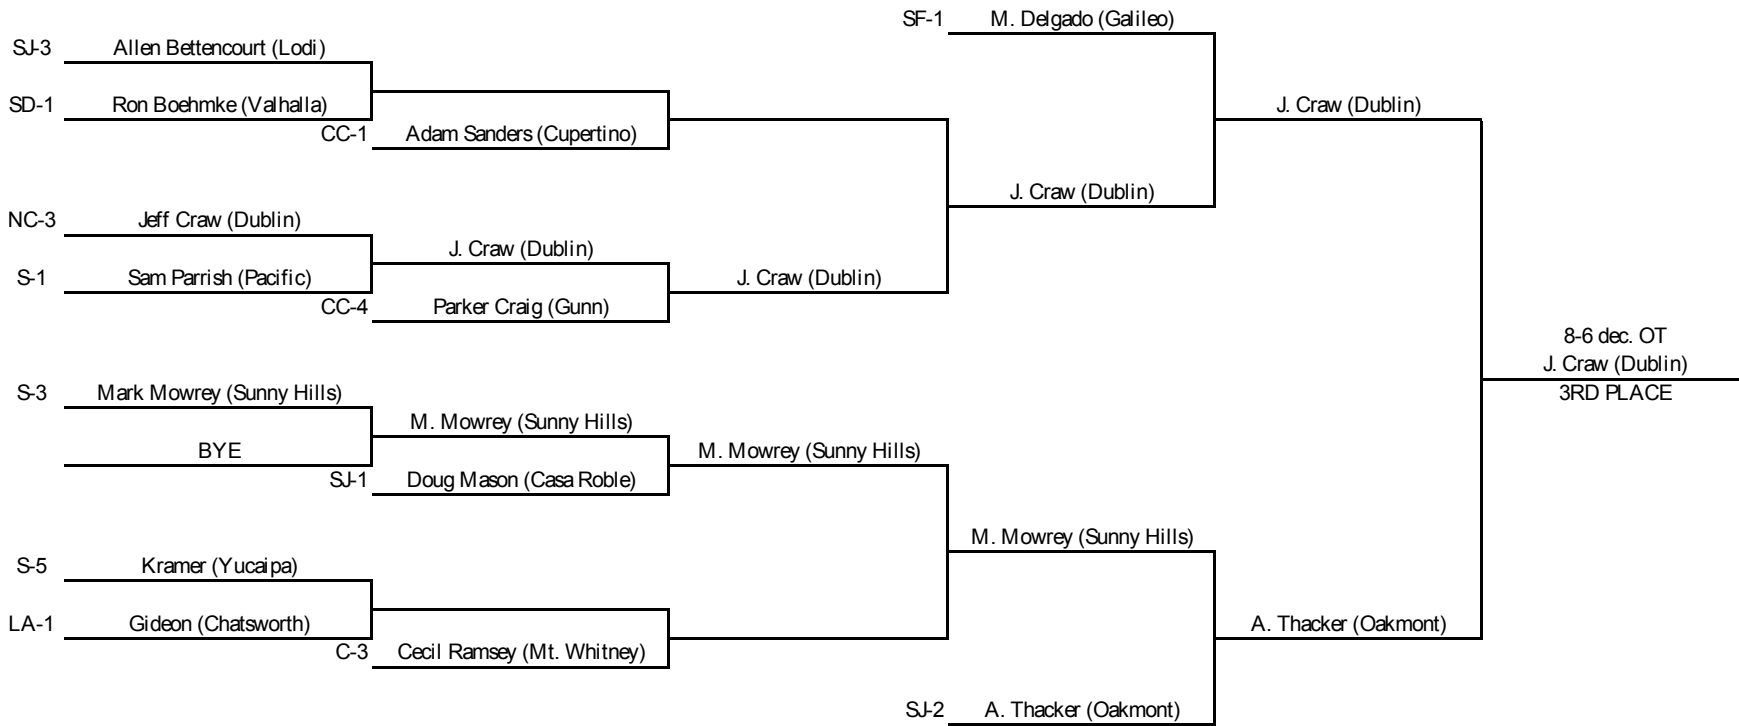 SF-1 M. Delgado (Galileo)
SJ-3 Allen Bettencourt (Lodi)
SD-1 Ron Boehmke (Valhalla)
J. Craw (Dublin)
CC-1 Adam Sanders (Cupertino)
J. Craw (Dublin)
NC-3 Jeff Craw (Dublin)
J. Craw (Dublin)
S-1 Sam Parrish (Pacific)
J. Craw (Dublin)
CC-4 Parker Craig (Gunn)
8-6 dec. OT
J. Craw (Dublin)
3RD PLACE
S-3 Mark Mowrey (Sunny Hills)
M. Mowrey (Sunny Hills)
BYE
M. Mowrey (Sunny Hills)
SJ-1 Doug Mason (Casa Roble)
M. Mowrey (Sunny Hills)
S-5 Kramer (Yucaipa)
LA-1 Gideon (Chatsworth)
A. Thacker (Oakmont)
C-3 Cecil Ramsey (Mt. Whitney)
SJ-2 A. Thacker (Oakmont)